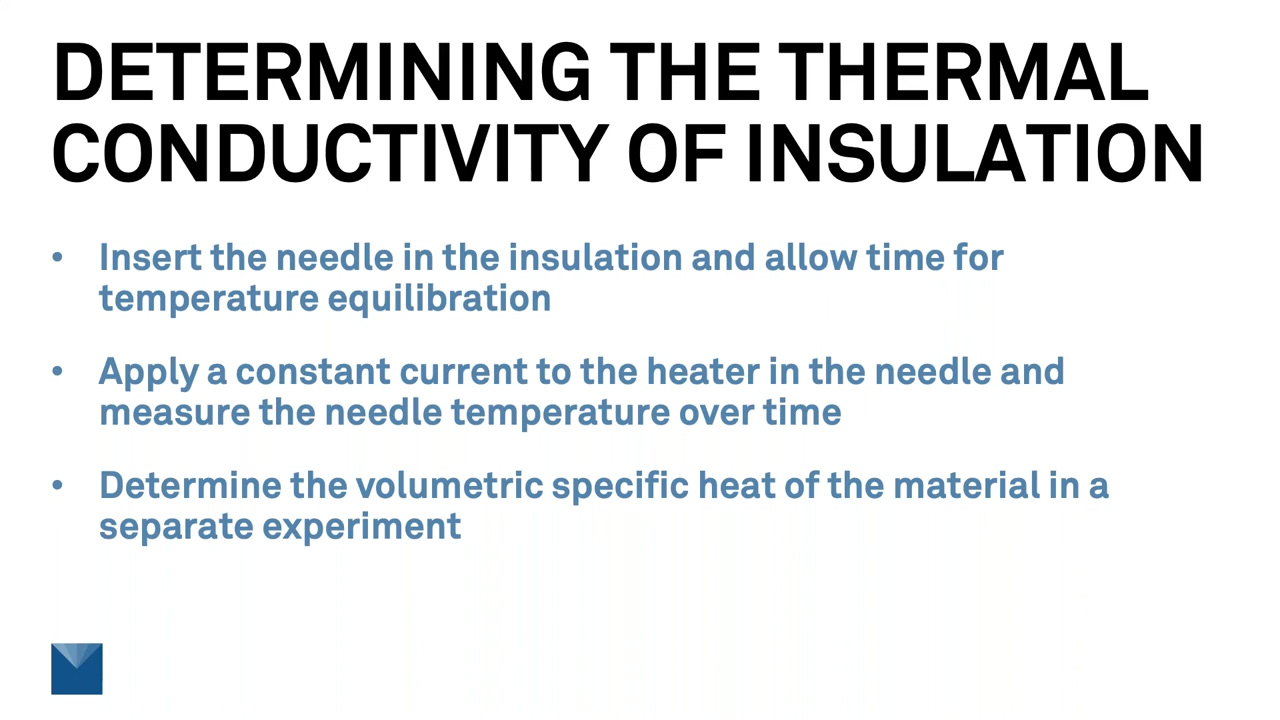 DETERMINING THE THERMAL
CONDUCTIVITY OF INSULATION
• Insert the needle in the insulation and allow time for
temperature equilibration
• Apply a constant current to the heater in the needle and
measure the needle temperature over time
• Determine the volumetric specific heat of the material in a
separate experiment